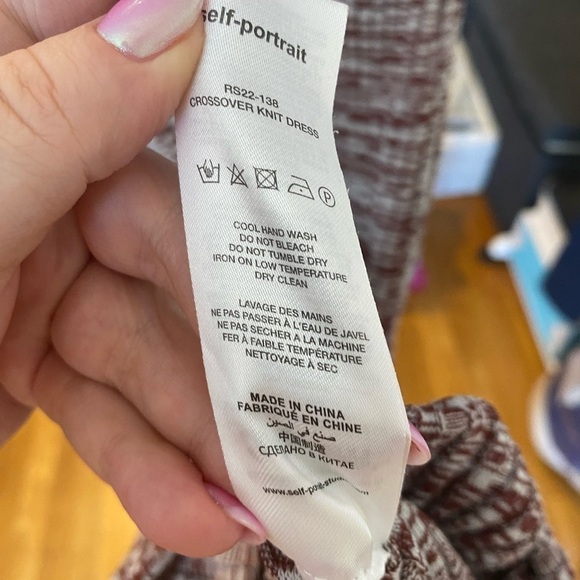 self-portrait
RS22-138
CROSSOVER KNIT DRESS
P
COOL HAND WASH
DO NOT BLEACH
DO NOT TUMBLE DRY
IRON ON LOW TEMPERATURE
DRY CLEAN
LAVAGE DES MAINS
NE PAS PASSER À L'EAU DE JAVEL
NE PAS SECHER A LA MACHINE
FER À FAIBLE TEMPÉRATURE
NETTOYAGE À SEC
MADE IN CHINA
FABRIQUÉ EN CHINE
صنع في الصين
中国制造
СДЕЛАНО В КИТАЕ